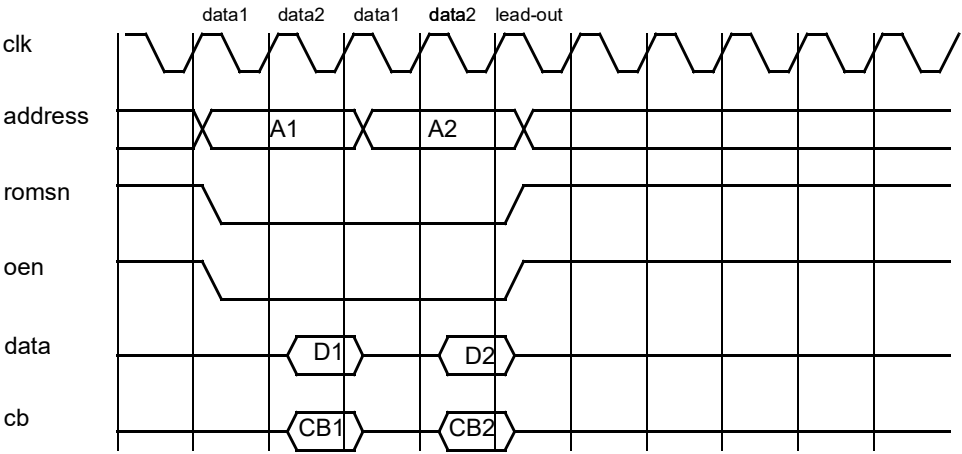 data1 data2 data1 data2 lead-out
clk
address A1 A2
romsn
oen
data D1 D2
cb CB1 CB2